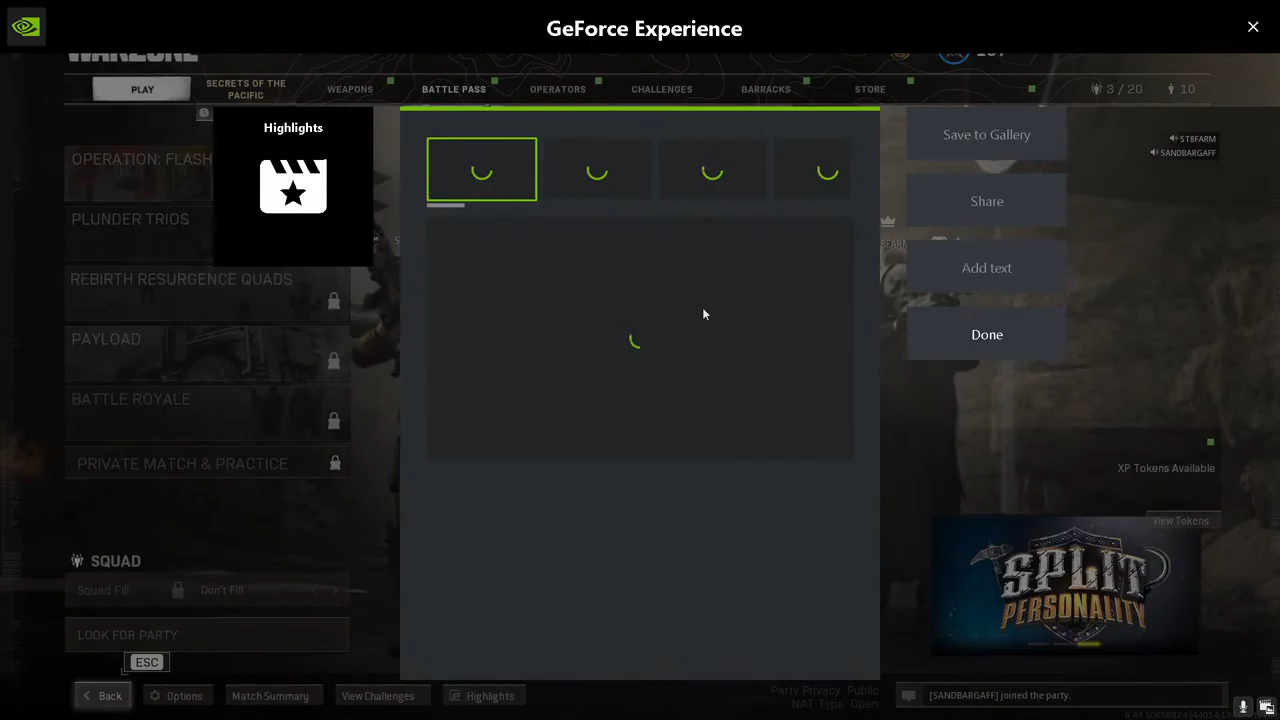 GeForce Experience
WARZONE
PLAY
SECRETS OF THE
PACIFIC
WEAPONS
BATTLE PASS
OPERATORS
CHALLENGES
BARRACKS
STORE
3 / 20
10
Highlights
Save to Gallery
Share
Add text
Done
ST8FARM
SANDBARGAFF
OPERATION: FLASH
PLUNDER TRIOS
REBIRTH RESURGENCE QUADS
PAYLOAD
BATTLE ROYALE
PRIVATE MATCH & PRACTICE
XP Tokens Available
View Tokens
SPLIT
PERSONALITY
SQUAD
Squad Fill
Don't Fill
LOOK FOR PARTY
ESC
Back
Options
Watch Summary
View Challenges
Highlights
Party Privacy: Public
NAT Type: Open
[SANDBARGAFF] joined the party.